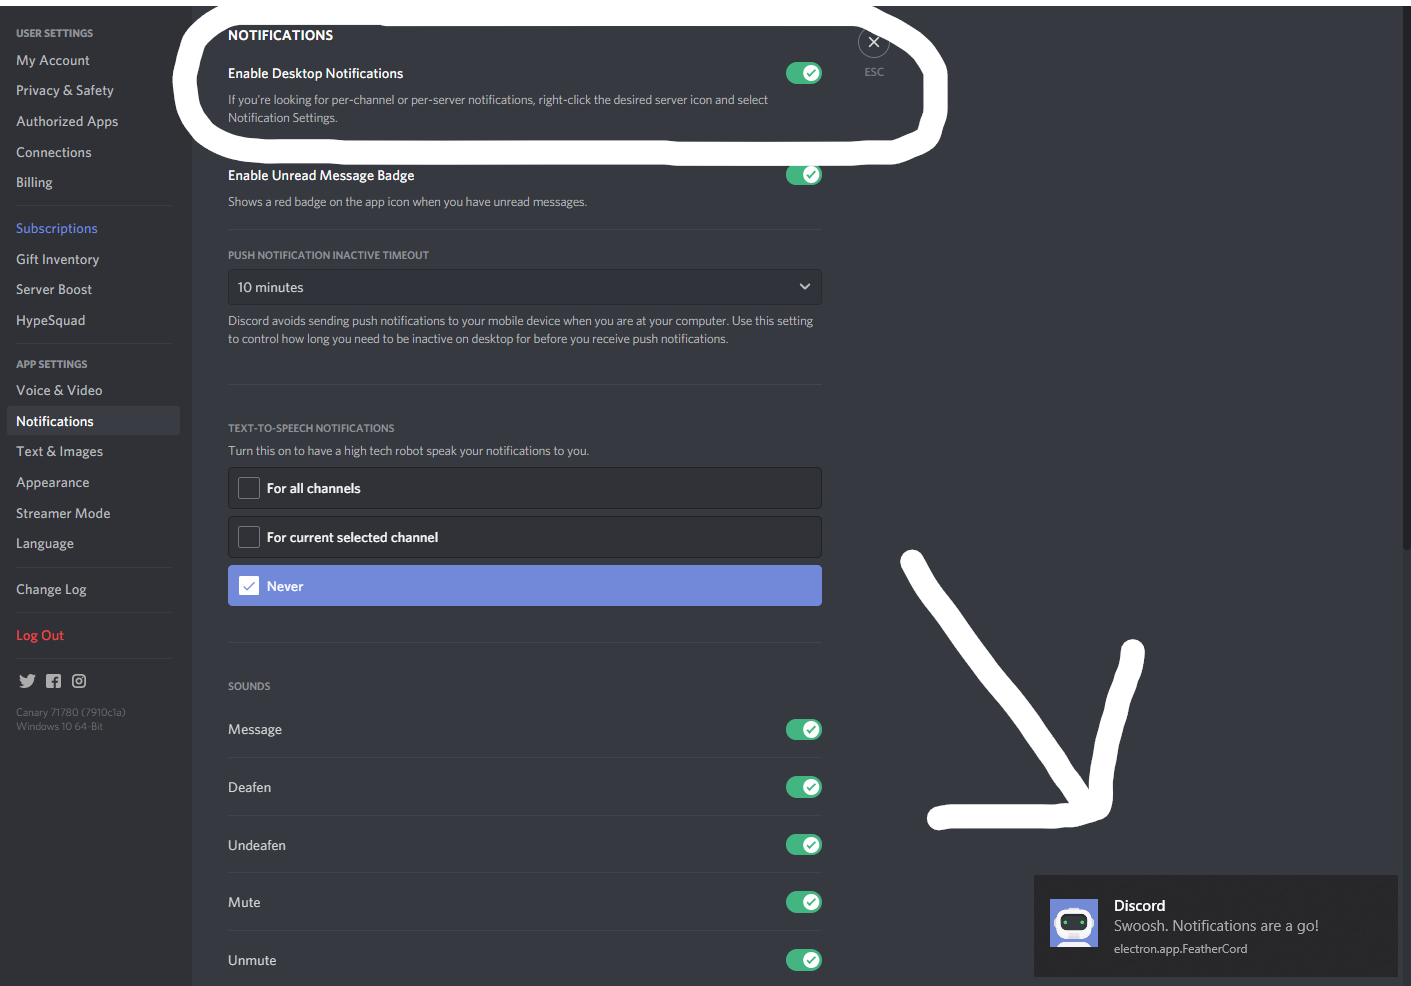 USER SETTINGS
My Account
Privacy & Safety
Authorized Apps
Connections
Billing
Subscriptions
Gift Inventory
Server Boost
HypeSquad
APP SETTINGS
Voice & Video
Notifications
Text & Images
Appearance
Streamer Mode
Language
Change Log
Log Out
Canary 71780 (7910c1a)
Windows 10 64-Bit
NOTIFICATIONS
Enable Desktop Notifications
If you're looking for per-channel or per-server notifications, right-click the desired server icon and select
Notification Settings.
ESC
Enable Unread Message Badge
Shows a red badge on the app icon when you have unread messages.
PUSH NOTIFICATION INACTIVE TIMEOUT
10 minutes
Discord avoids sending push notifications to your mobile device when you are at your computer. Use this setting
to control how long you need to be inactive on desktop for before you receive push notifications.
TEXT-TO-SPEECH NOTIFICATIONS
Turn this on to have a high tech robot speak your notifications to you.
For all channels
For current selected channel
Never
SOUNDS
Message
Deafen
Undeafen
Mute
Unmute
Discord
Swoosh. Notifications are a go!
electron.app.FeatherCord